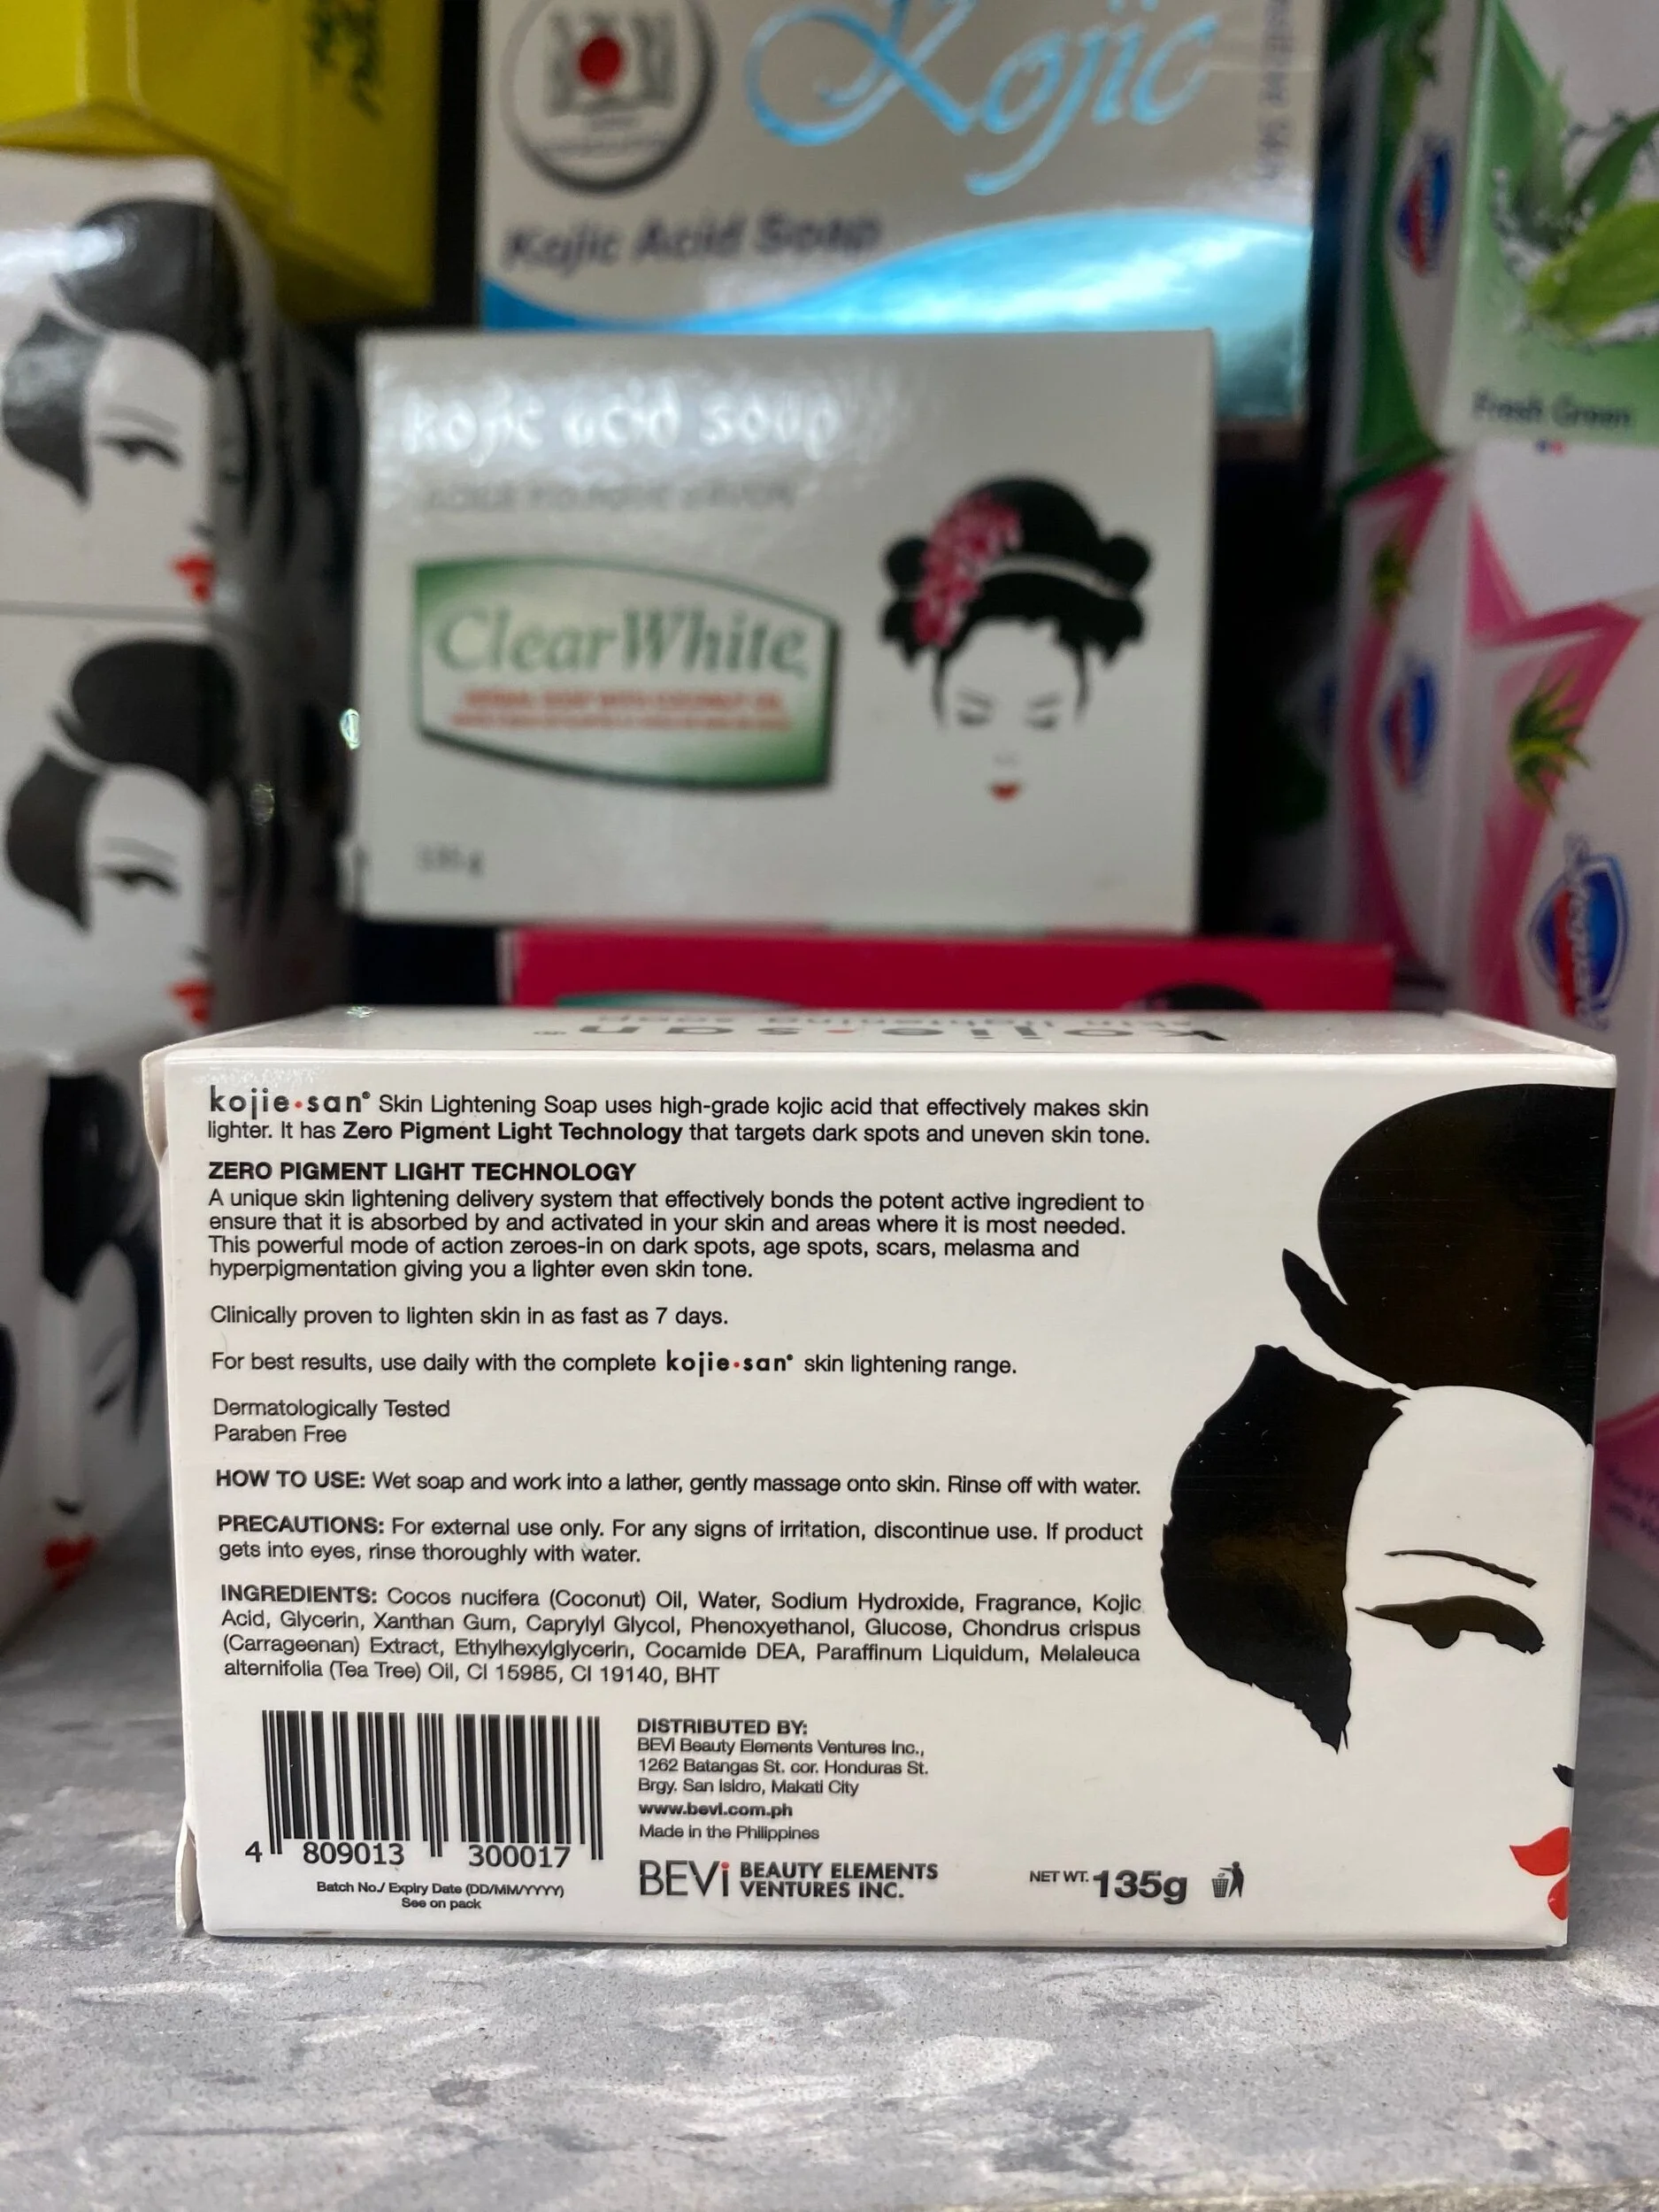 Kojic
Kojic Acid Soap
kojic acid soap
ClearWhite
HERBAL SOAP WITH COCONUT OIL
Fresh Green
Safeguard
kojie.san®
skin lightening soap
kojie•san® Skin Lightening Soap uses high-grade kojic acid that effectively makes skin
lighter. It has Zero Pigment Light Technology that targets dark spots and uneven skin tone.
ZERO PIGMENT LIGHT TECHNOLOGY
A unique skin lightening delivery system that effectively bonds the potent active ingredient to
ensure that it is absorbed by and activated in your skin and areas where it is most needed.
This powerful mode of action zeroes-in on dark spots, age spots, scars, melasma and
hyperpigmentation giving you a lighter even skin tone.
Clinically proven to lighten skin in as fast as 7 days.
For best results, use daily with the complete kojie•san® skin lightening range.
Dermatologically Tested
Paraben Free
HOW TO USE: Wet soap and work into a lather, gently massage onto skin. Rinse off with water.
PRECAUTIONS: For external use only. For any signs of irritation, discontinue use. If product
gets into eyes, rinse thoroughly with water.
INGREDIENTS: Cocos nucifera (Coconut) Oil, Water, Sodium Hydroxide, Fragrance, Kojic
Acid, Glycerin, Xanthan Gum, Caprylyl Glycol, Phenoxyethanol, Glucose, Chondrus crispus
(Carrageenan) Extract, Ethylhexylglycerin, Cocamide DEA, Paraffinum Liquidum, Melaleuca
alternifolia (Tea Tree) Oil, CI 15985, CI 19140, BHT
4 809013 300017
Batch No./ Expiry Date (DD/MM/YYYY)
See on pack
DISTRIBUTED BY:
BEVi Beauty Elements Ventures Inc.,
1262 Batangas St. cor. Honduras St.
Brgy. San Isidro, Makati City
www.bevi.com.ph
Made in the Philippines
BEVi BEAUTY ELEMENTS
VENTURES INC.
NET WT. 135g